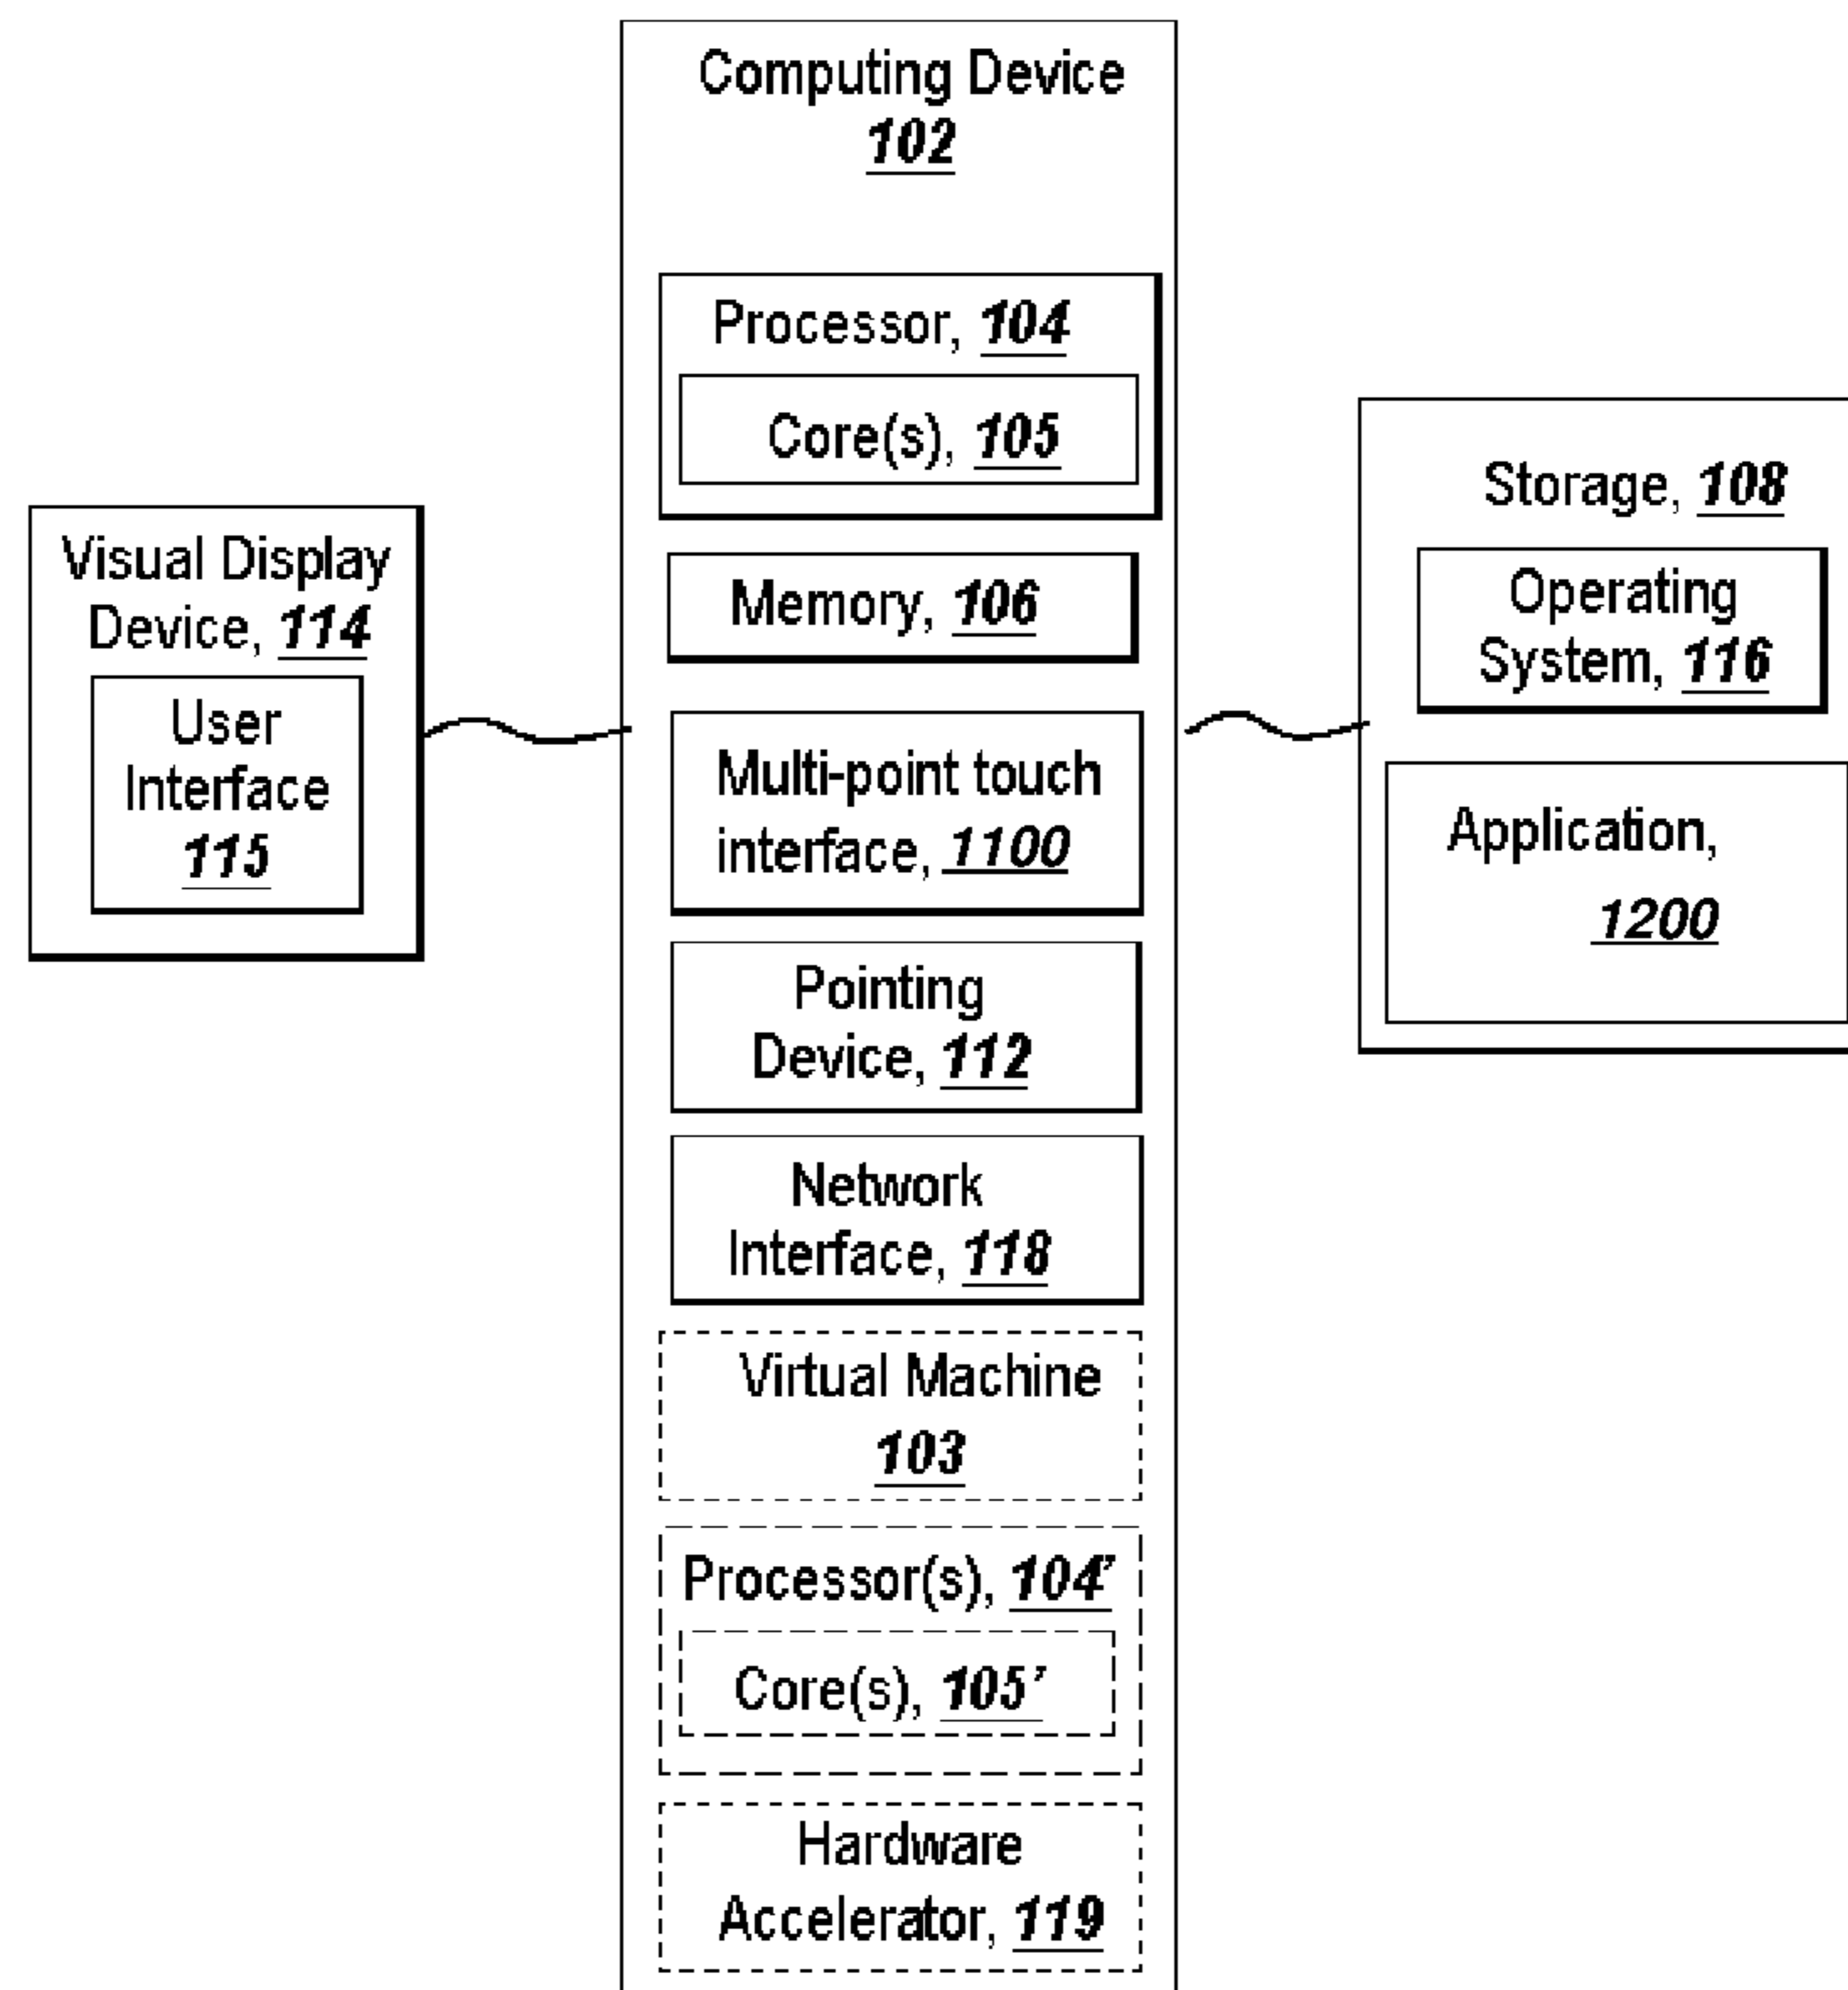 Computing Device
102
Processor, 104
Core(s), 105
Memory, 106
Multi-point touch
interface, 1100
Pointing
Device, 112
Network
Interface, 118
Virtual Machine
103
Processor(s), 104'
Core(s), 105'
Hardware
Accelerator, 119
Visual Display
Device, 114
User
Interface
115
Storage, 108
Operating
System, 116
Application,
1200